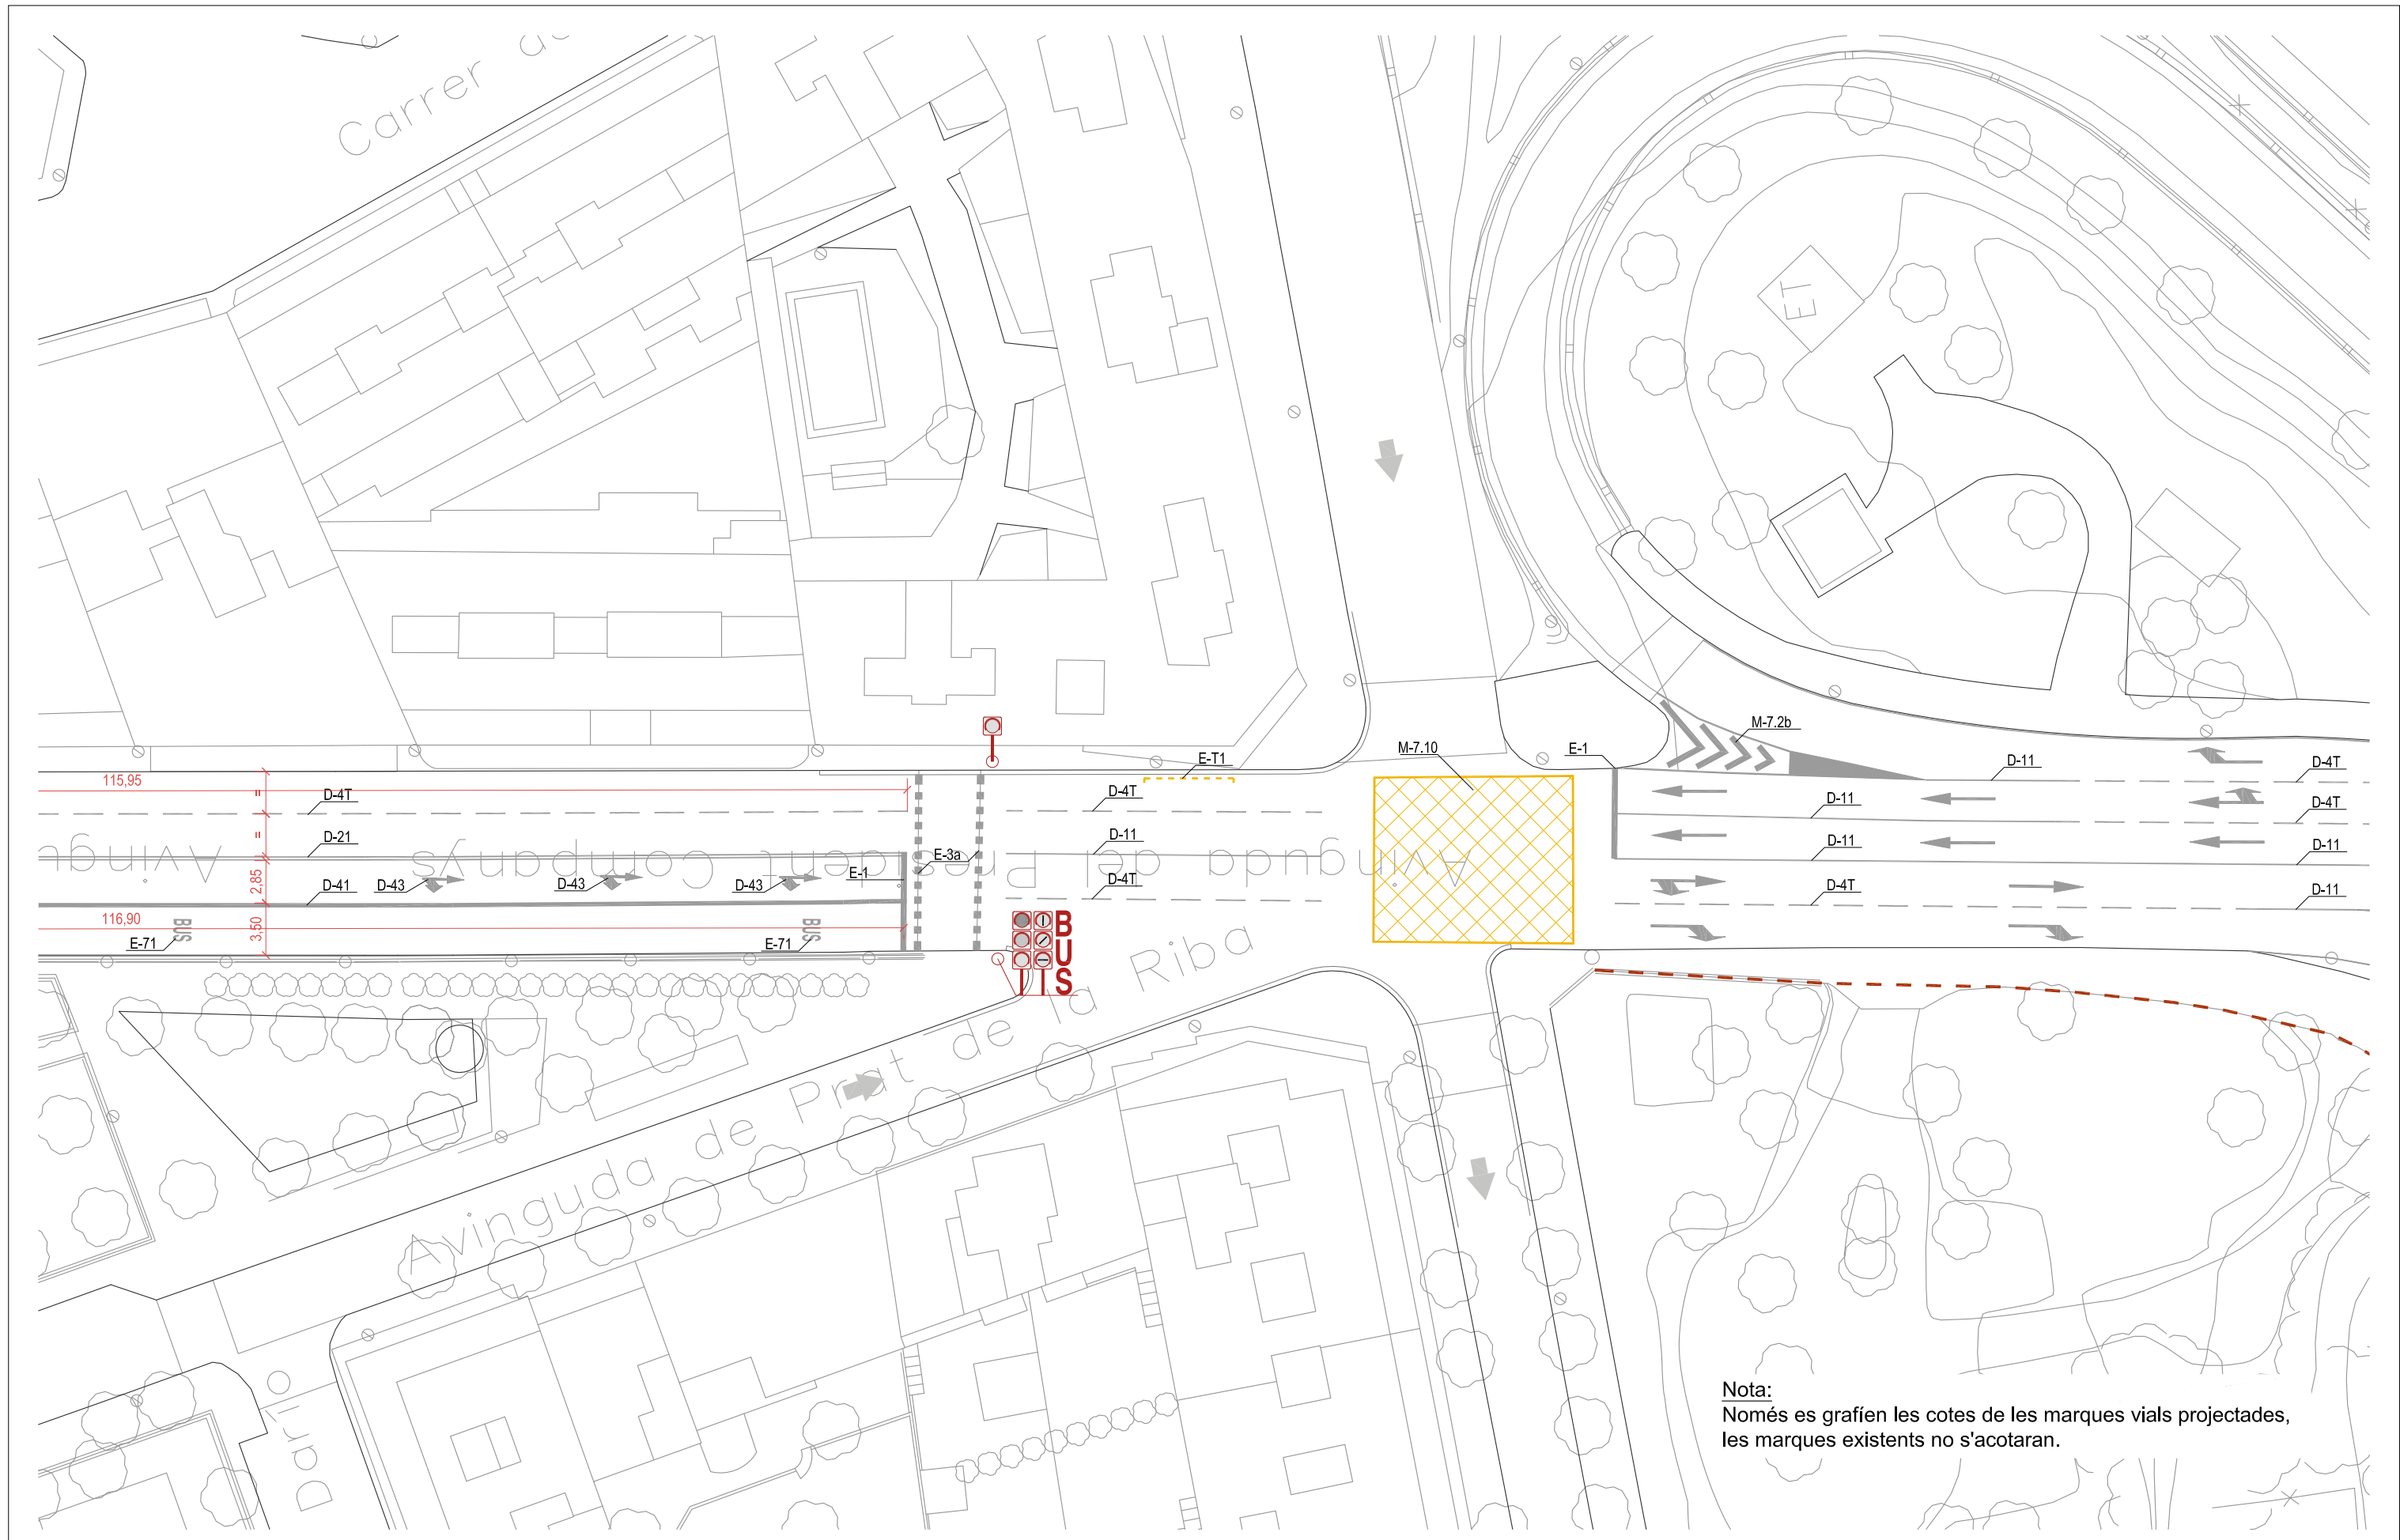 Carrer d
ET
M-7.2b
M-7.10
E-1
E-T1
D-11
D-4T
115,95
=
D-4T
D-4T
D-11
D-4T
=
D-21
D-11
D-11
D-11
Avingu
Avinguda del President Companys
E-3a
2,85
D-41
D-43
D-43
D-43
E-1
D-4T
D-4T
D-11
116,90
BUS
BUS
3,50
E-71
E-71
BUS
Avinguda de Prat de la Riba
Darío
Nota:
Només es grafíen les cotes de les marques vials projectades,
les marques existents no s'acotaran.